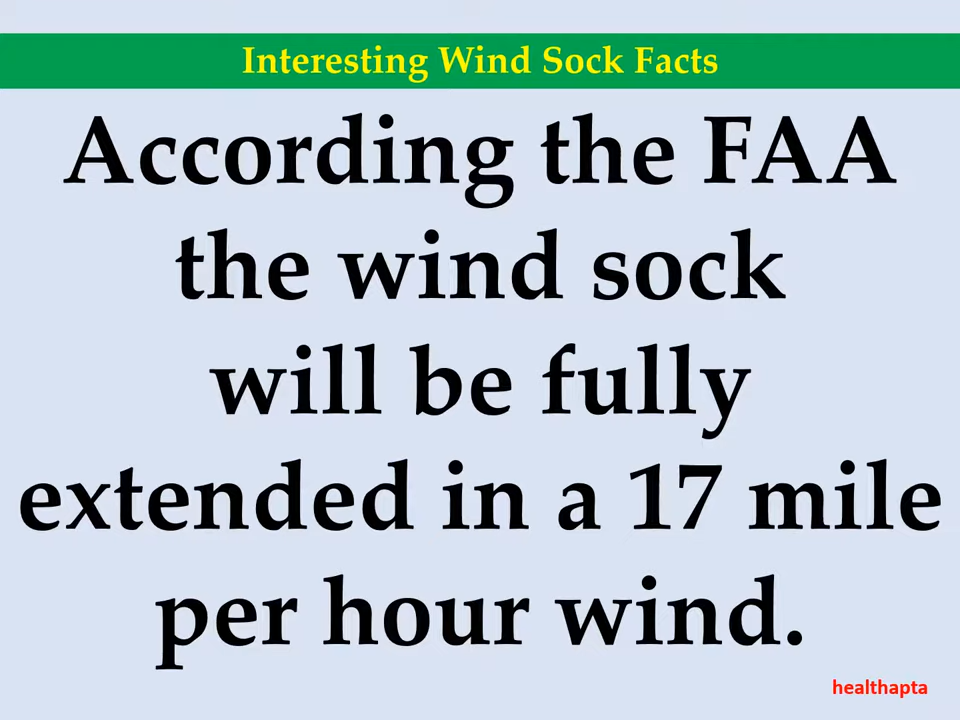 Interesting Wind Sock Facts
According the FAA
the wind sock
will be fully
extended in a 17 mile
per hour wind.
healthapta